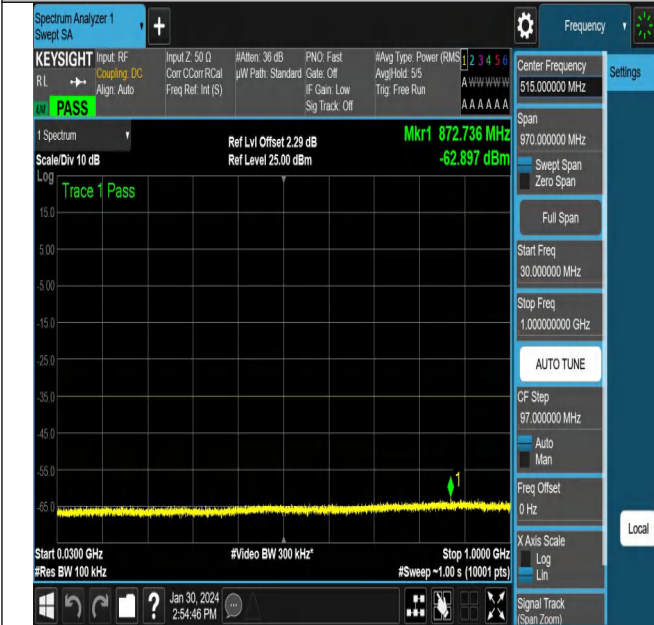 Spectrum Analyzer 1
Swept SA
+
Frequency
KEYSIGHT
Input: RF
Coupling: DC
Align: Auto
RL
PASS
Input Z: 50 Ω
Corr CCorr RCal
Freq Ref: Int (S)
#Atten: 36 dB
µW Path: Standard
PNO: Fast
Gate: Off
IF Gain: Low
Sig Track: Off
#Avg Type: Power (RMS
Avg|Hold: 5/5
Trig: Free Run
1 2 3 4 5 6
A W W W W W
A A A A A A
1 Spectrum
Scale/Div 10 dB
Ref Lvl Offset 2.29 dB
Ref Level 25.00 dBm
Mkr1 872.736 MHz
-62.897 dBm
Log
Trace 1 Pass
15.0
5.00
-5.00
-15.0
-25.0
-35.0
-45.0
-55.0
-65.0
1
Start 0.0300 GHz
#Res BW 100 kHz
#Video BW 300 kHz*
Stop 1.0000 GHz
#Sweep ~1.00 s (10001 pts)
?
Jan 30, 2024
2:54:46 PM
Center Frequency
515.000000 MHz
Settings
Span
970.000000 MHz
Swept Span
Zero Span
Full Span
Start Freq
30.000000 MHz
Stop Freq
1.000000000 GHz
AUTO TUNE
CF Step
97.000000 MHz
Auto
Man
Freq Offset
0 Hz
X Axis Scale
Log
Lin
Local
Signal Track
(Span Zoom)